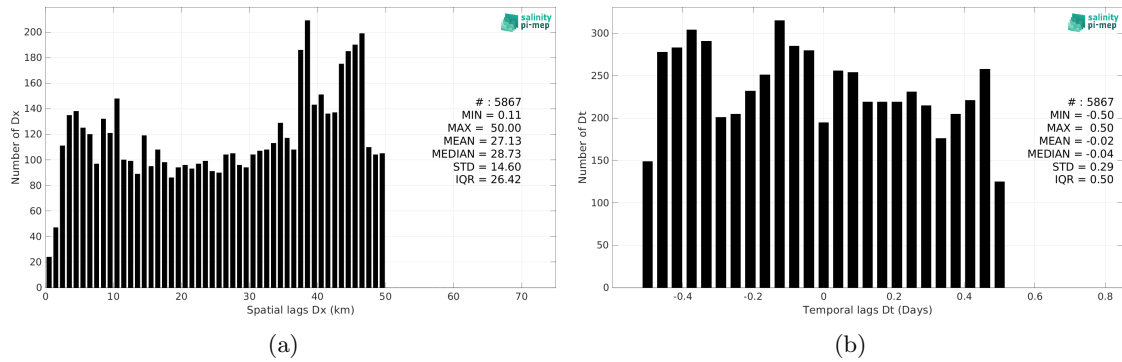 salinity
pi-mep
220
200
180
160
140
120
100
80
60
40
20
0
Number of Dx
# : 5867
MIN = 0.11
MAX = 50.00
MEAN = 27.13
MEDIAN = 28.73
STD = 14.60
IQR = 26.42
0 10 20 30 40 50 60 70
Spatial lags Dx (km)
(a)
salinity
pi-mep
300
250
200
150
100
50
0
Number of Dt
# : 5867
MIN = -0.50
MAX = 0.50
MEAN = -0.02
MEDIAN = -0.04
STD = 0.29
IQR = 0.50
-0.4 -0.2 0 0.2 0.4 0.6 0.8
Temporal lags Dt (Days)
(b)